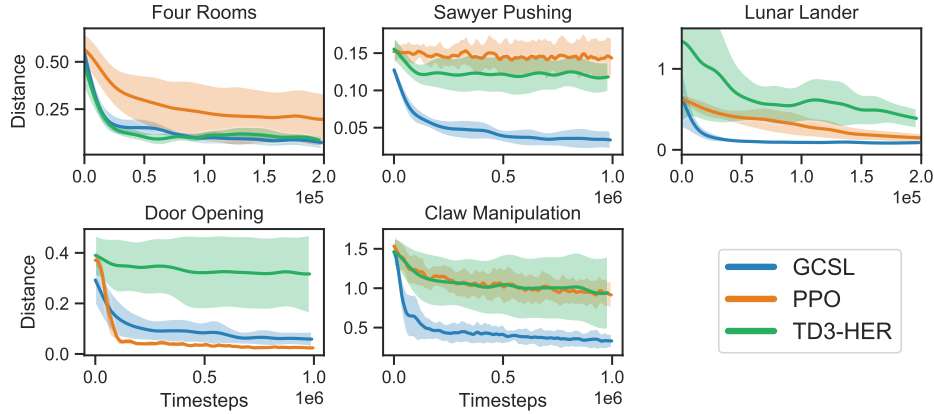 Four Rooms
Sawyer Pushing
Lunar Lander
Distance
0.50
0.25
0.0 0.5 1.0 1.5 2.0
1e5
0.15
0.10
0.05
0.0 0.5 1.0
1e6
1
0
0.0 0.5 1.0 1.5 2.0
1e5
Door Opening
Claw Manipulation
Distance
0.4
0.2
0.0
0.0 0.5 1.0
1e6
Timesteps
1.5
1.0
0.5
0.0 0.5 1.0
1e6
Timesteps
GCSL
PPO
TD3-HER